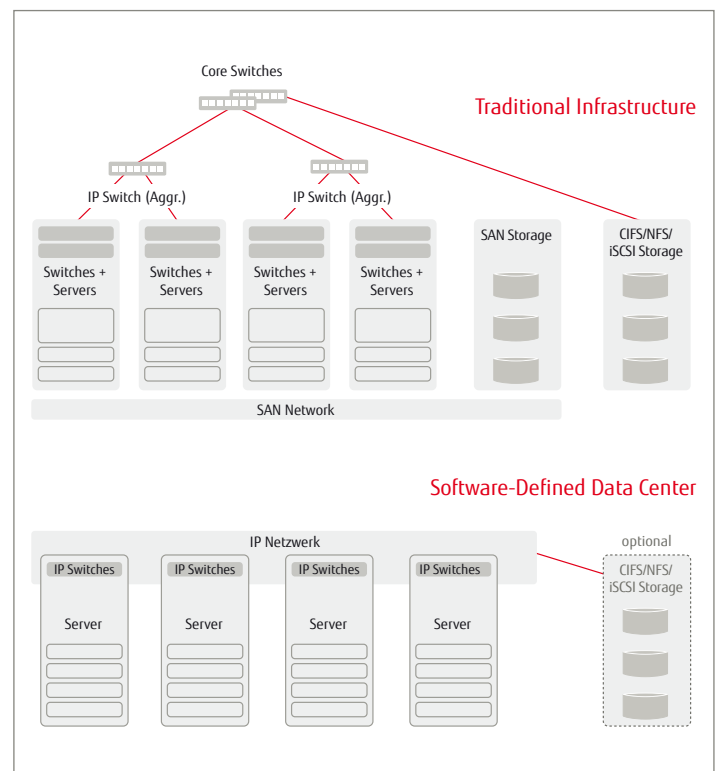 Core Switches
Traditional Infrastructure
IP Switch (Aggr.)
IP Switch (Aggr.)
Switches +
Servers
Switches +
Servers
Switches +
Servers
Switches +
Servers
SAN Storage
CIFS/NFS/
iSCSI Storage
SAN Network
Software-Defined Data Center
IP Netzwerk
optional
IP Switches
IP Switches
IP Switches
IP Switches
CIFS/NFS/
iSCSI Storage
Server
Server
Server
Server